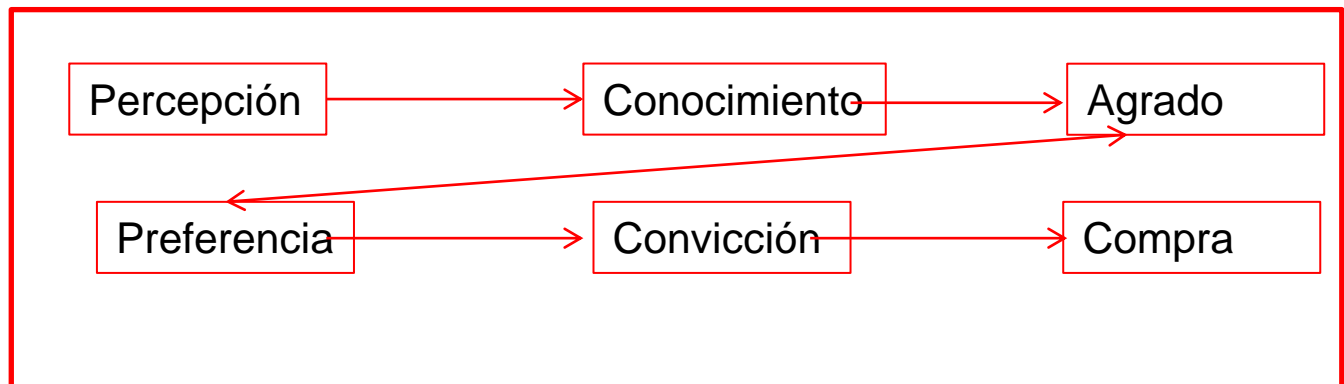 Percepción
Conocimiento
Agrado
Preferencia
Convicción
Compra